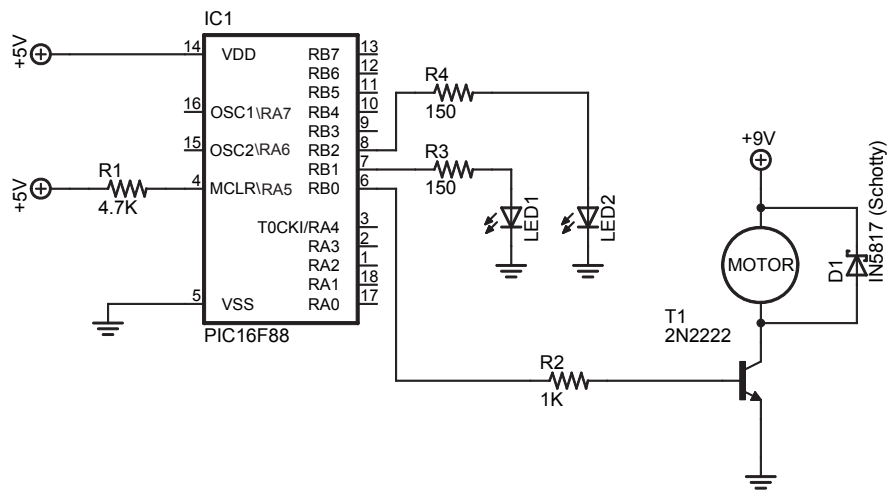 IC1
+5V
14
VDD
RB7
13
RB6
12
RB5
11
16
OSC1\RA7
RB4
10
RB3
9
15
OSC2\RA6
RB2
8
RB1
7
+5V
R1
4.7K
4
MCLR\RA5
RB0
6
T0CKI/RA4
3
RA3
2
RA2
1
RA1
18
5
VSS
RA0
17
PIC16F88
R4
150
R3
150
LED1
LED2
R2
1K
+9V
MOTOR
D1
IN5817 (Schotty)
T1
2N2222